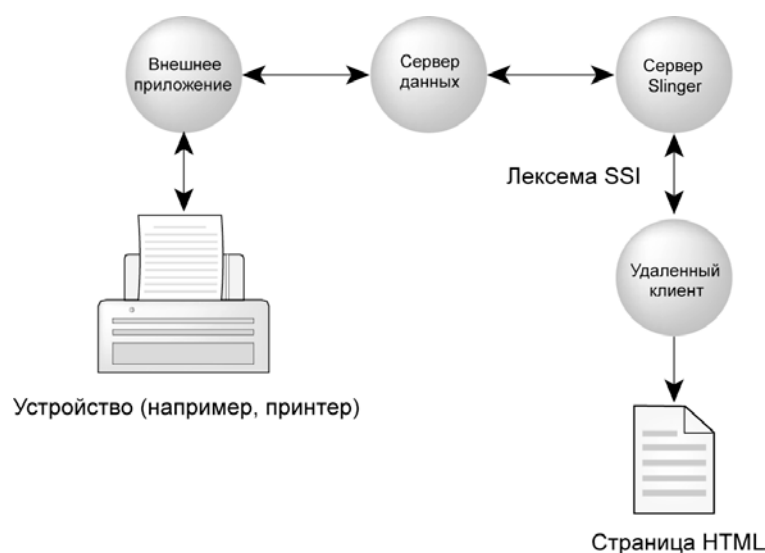 Внешнее
приложение
Сервер
данных
Сервер
Slinger
Лексема SSI
Удаленный
клиент
Устройство (например, принтер)
Страница HTML